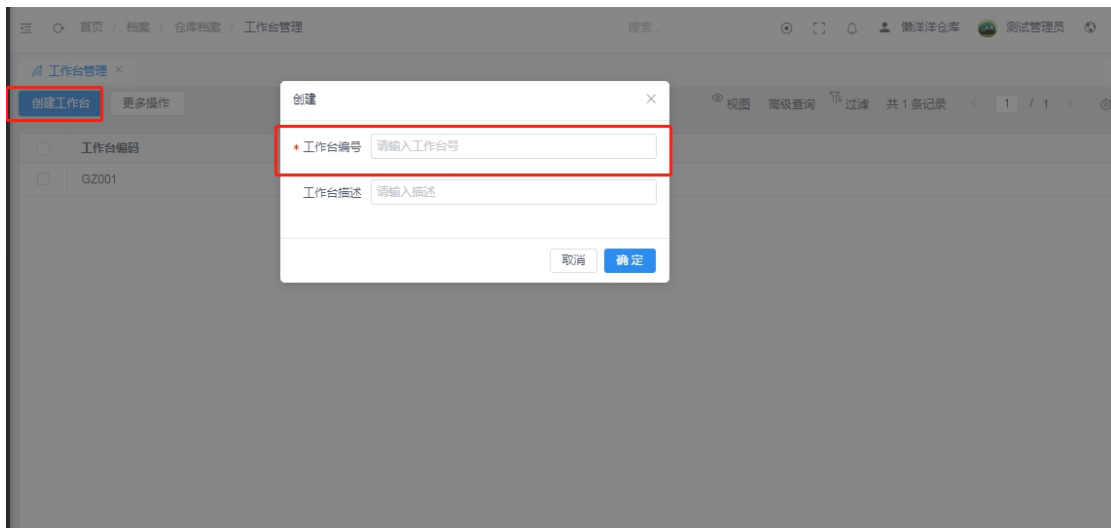 首页 / 档案 / 仓库档案 / 工作台管理 搜索... 懒洋洋仓库 测试管理员
工作台管理 ×
创建工作台 更多操作 视图 高级查询 过滤 共 1 条记录 < 1 / 1 >
创建 ×
工作台编码
* 工作台编号 请输入工作台号
GZ001
工作台描述 请输入描述
取消 确定